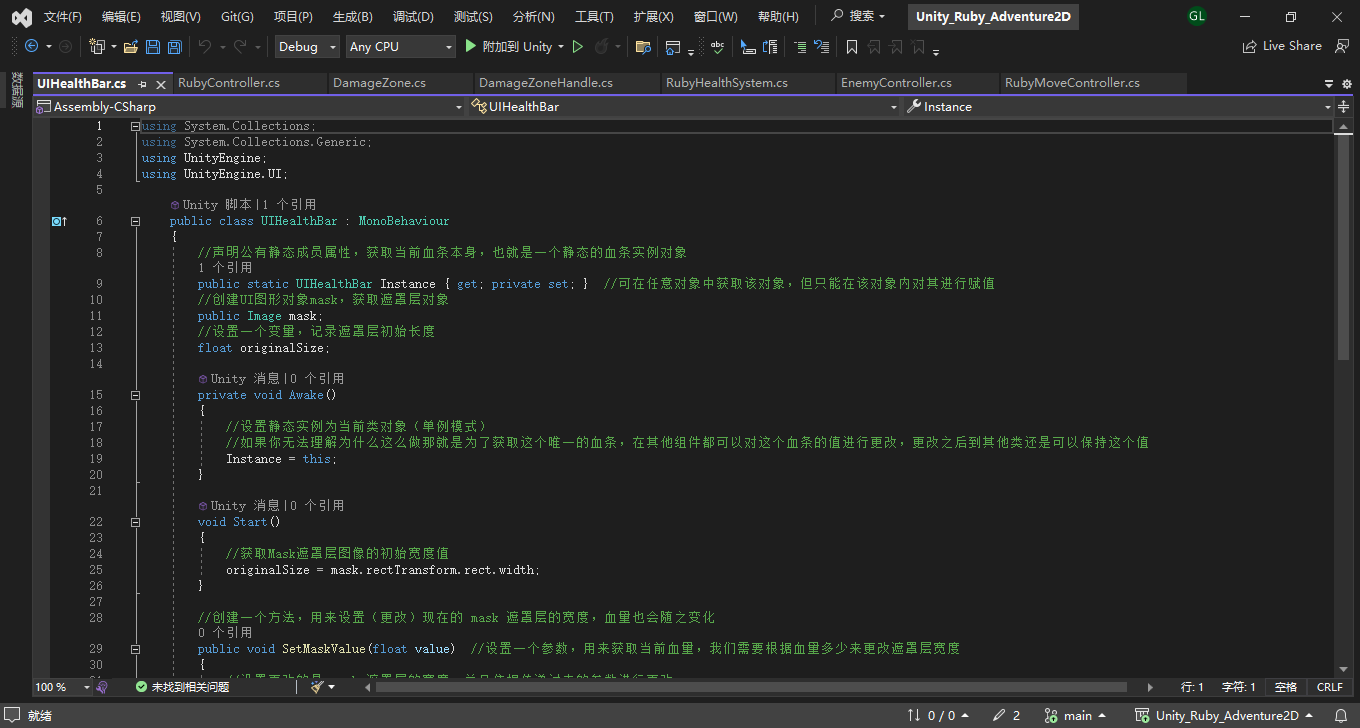 文件(F) 编辑(E) 视图(V) Git(G) 项目(P) 生成(B) 调试(D) 测试(S) 分析(N) 工具(T) 扩展(X) 窗口(W) 帮助(H) 搜索 Unity_Ruby_Adventure2D GL
Debug Any CPU 附加到 Unity abc Live Share
数据源
UIHealthBar.cs RubyController.cs DamageZone.cs DamageZoneHandle.cs RubyHealthSystem.cs EnemyController.cs RubyMoveController.cs
Assembly-CSharp UIHealthBar Instance
1 using System.Collections;
2 using System.Collections.Generic;
3 using UnityEngine;
4 using UnityEngine.UI;
5
Unity 脚本|1 个引用
6 public class UIHealthBar : MonoBehaviour
7 {
8 //声明公有静态成员属性，获取当前血条本身，也就是一个静态的血条实例对象
1 个引用
9 public static UIHealthBar Instance { get; private set; } //可在任意对象中获取该对象，但只能在该对象内对其进行赋值
10 //创建UI图形对象mask，获取遮罩层对象
11 public Image mask;
12 //设置一个变量，记录遮罩层初始长度
13 float originalSize;
14
Unity 消息|0 个引用
15 private void Awake()
16 {
17 //设置静态实例为当前类对象（单例模式）
18 //如果你无法理解为什么这么做那就是为了获取这个唯一的血条，在其他组件都可以对这个血条的值进行更改，更改之后到其他类还是可以保持这个值
19 Instance = this;
20 }
21
Unity 消息|0 个引用
22 void Start()
23 {
24 //获取Mask遮罩层图像的初始宽度值
25 originalSize = mask.rectTransform.rect.width;
26 }
27
28 //创建一个方法，用来设置（更改）现在的 mask 遮罩层的宽度，血量也会随之变化
0 个引用
29 public void SetMaskValue(float value) //设置一个参数，用来获取当前血量，我们需要根据血量多少来更改遮罩层宽度
30 {
100 % 未找到相关问题 行: 1 字符: 1 空格 CRLF
就绪 0 / 0 2 main Unity_Ruby_Adventure2D